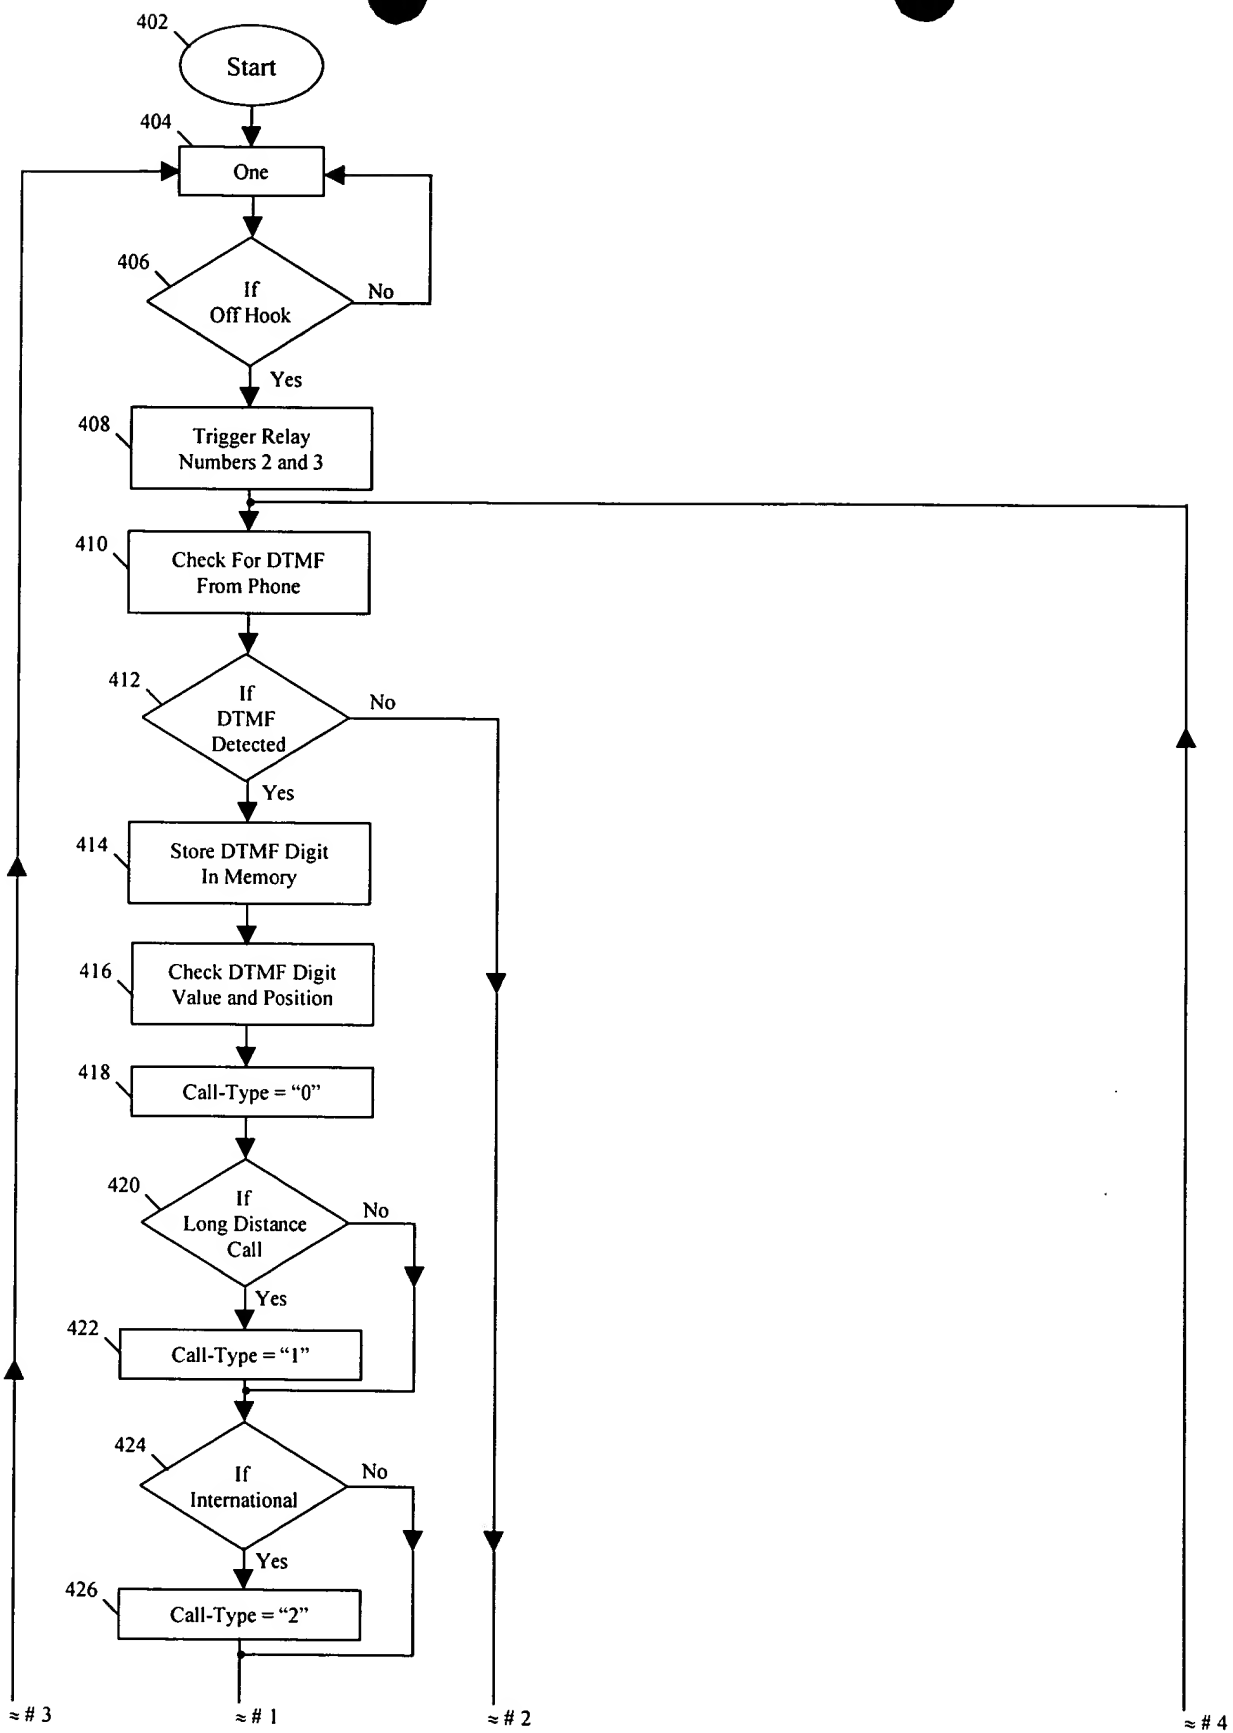 402
Start
404
One
406
If
Off Hook
No
Yes
408
Trigger Relay
Numbers 2 and 3
410
Check For DTMF
From Phone
412
If
DTMF
Detected
No
Yes
414
Store DTMF Digit
In Memory
416
Check DTMF Digit
Value and Position
418
Call-Type = “0”
420
If
Long Distance
Call
No
Yes
422
Call-Type = “1”
424
If
International
No
Yes
426
Call-Type = “2”
≈ # 3
≈ # 1
≈ # 2
≈ # 4